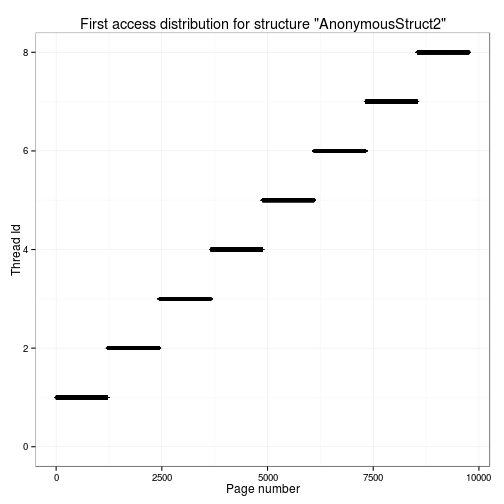 First access distribution for structure "AnonymousStruct2"
8
6
4
2
0
Thread Id
0 2500 5000 7500 10000
Page number